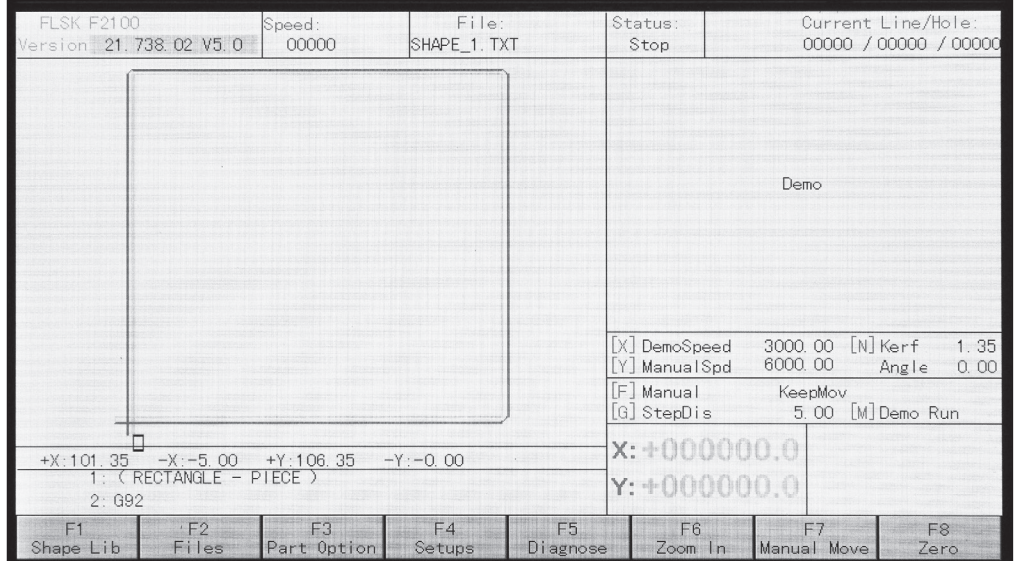 FLSK F2100
Version 21.738.02 V5.0
Speed:
00000
File:
SHAPE_1.TXT
Status:
Stop
Current Line/Hole:
00000 / 00000 / 00000
Demo
[X] DemoSpeed 3000.00 [N] Kerf 1.35
[Y] ManualSpd 6000.00 Angle 0.00
[F] Manual KeepMov
[G] StepDis 5.00 [M] Demo Run
X: +000000.0
Y: +000000.0
+X:101.35 -X:-5.00 +Y:106.35 -Y:-0.00
1: ( RECTANGLE - PIECE )
2: G92
F1 F2 F3 F4 F5 F6 F7 F8
Shape Lib Files Part Option Setups Diagnose Zoom In Manual Move Zero